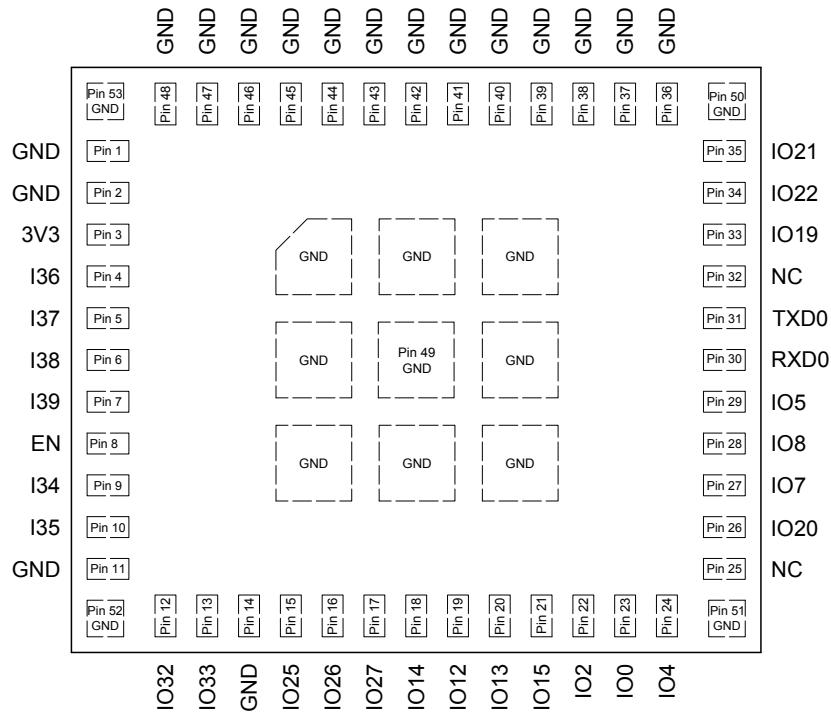 GND GND GND GND GND GND GND GND GND GND GND GND GND
Pin 53 GND
Pin 48 Pin 47 Pin 46 Pin 45 Pin 44 Pin 43 Pin 42 Pin 41 Pin 40 Pin 39 Pin 38 Pin 37 Pin 36
Pin 50 GND
GND Pin 1 Pin 35 IO21
GND Pin 2 Pin 34 IO22
3V3 Pin 3 Pin 33 IO19
GND GND GND
I36 Pin 4 Pin 32 NC
I37 Pin 5 Pin 31 TXD0
I38 Pin 6 GND Pin 49 GND GND Pin 30 RXD0
I39 Pin 7 Pin 29 IO5
EN Pin 8 Pin 28 IO8
GND GND GND
I34 Pin 9 Pin 27 IO7
I35 Pin 10 Pin 26 IO20
GND Pin 11 Pin 25 NC
Pin 52 GND
Pin 12 Pin 13 Pin 14 Pin 15 Pin 16 Pin 17 Pin 18 Pin 19 Pin 20 Pin 21 Pin 22 Pin 23 Pin 24
Pin 51 GND
IO32 IO33 GND IO25 IO26 IO27 IO14 IO12 IO13 IO15 IO2 IO0 IO4